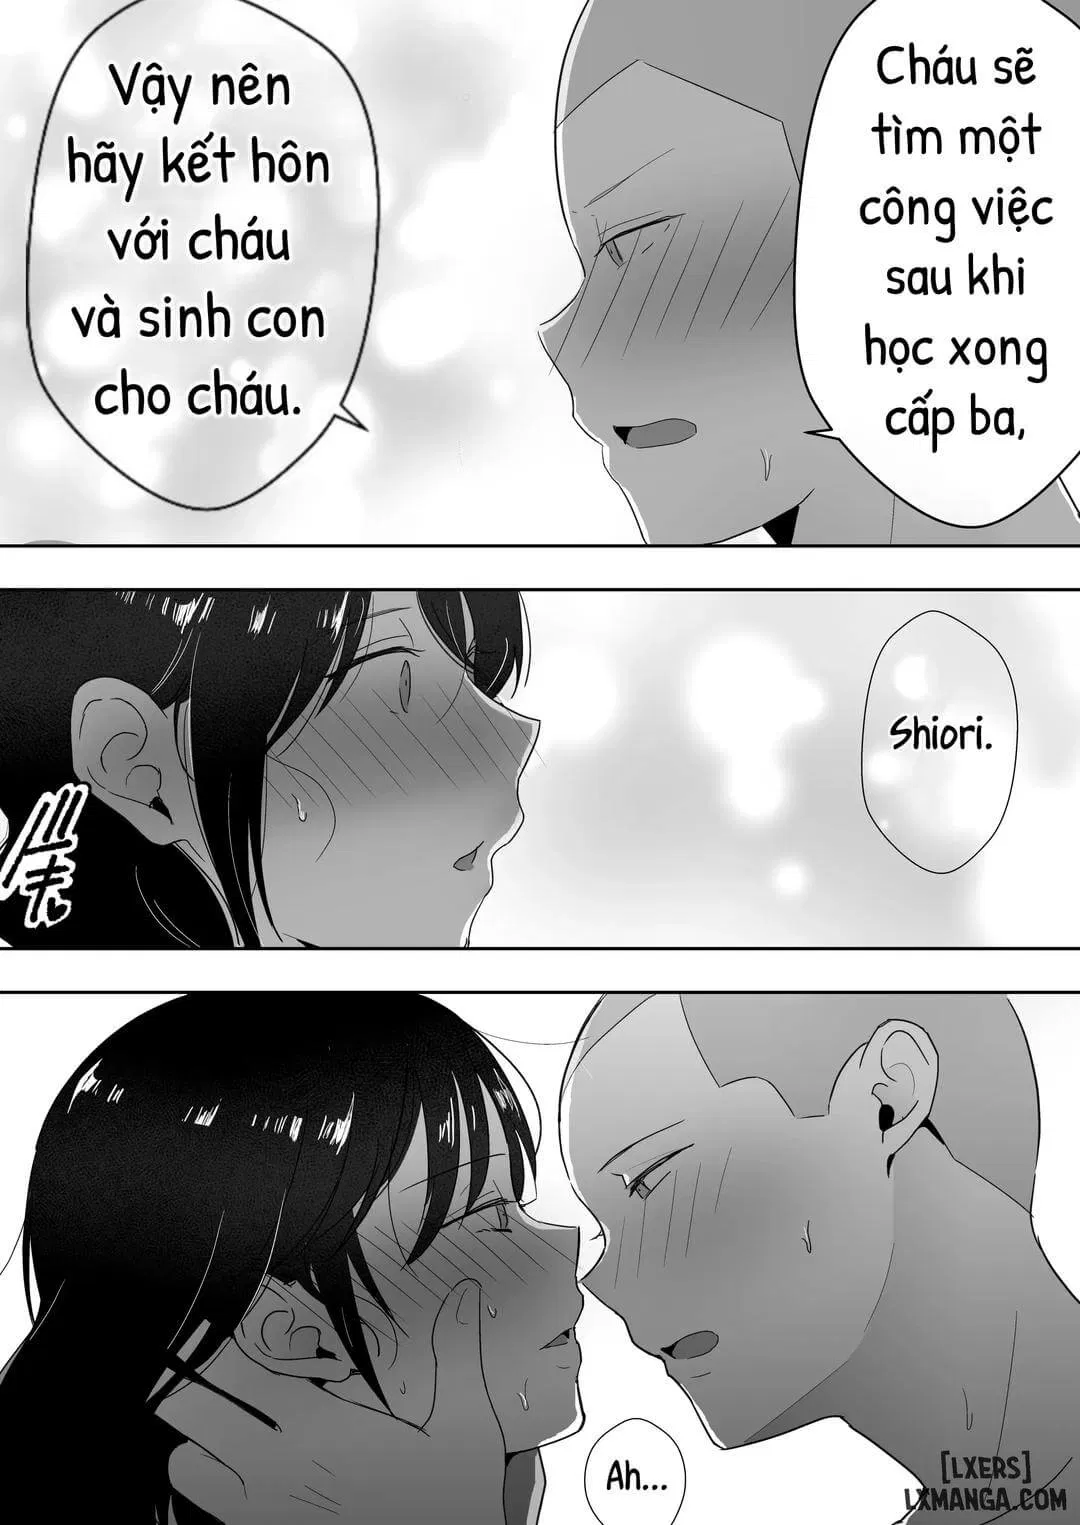 Cháu sẽ
tìm một
công việc
sau khi
học xong
cấp ba,
Vậy nên
hãy kết hôn
với cháu
và sinh con
cho cháu.
Shiori.
Ah...
[LXERS]
LXMANGA.COM